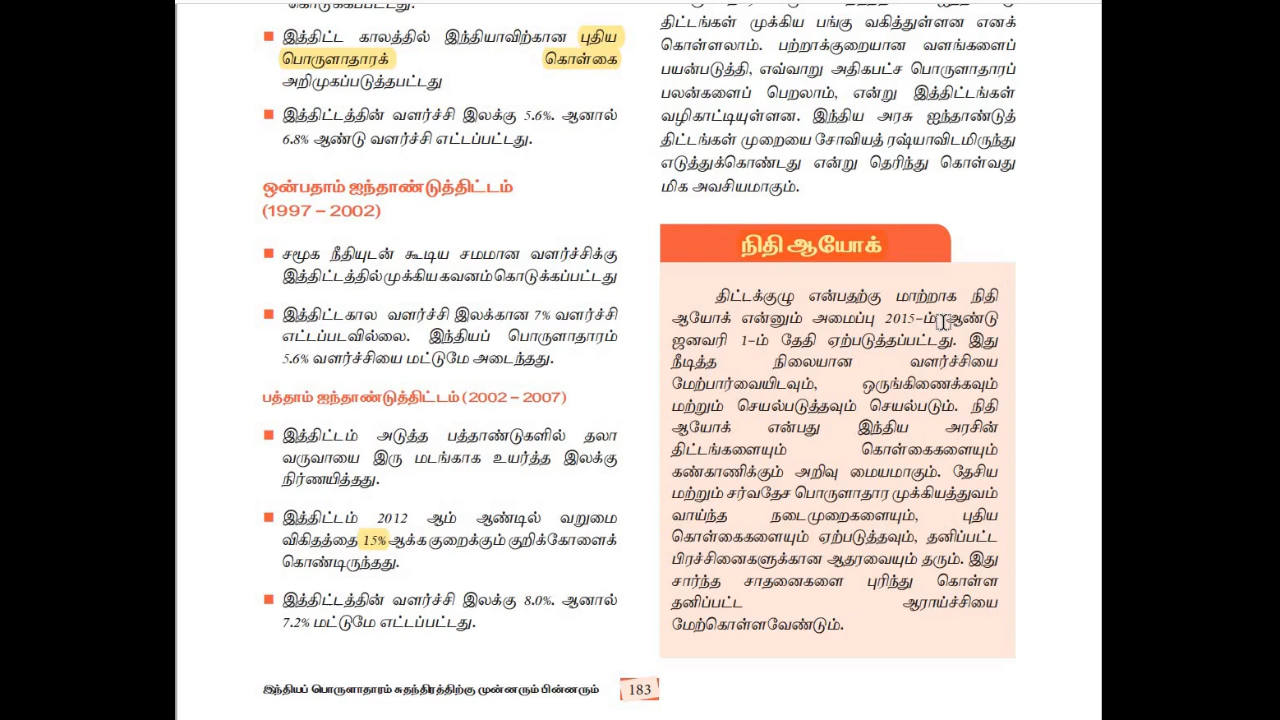 கொடுக்கப்பட்டது.
இத்திட்ட காலத்தில் இந்தியாவிற்கான புதிய
பொருளாதாரக் கொள்கை
அறிமுகப்படுத்தபட்டது
இத்திட்டத்தின் வளர்ச்சி இலக்கு 5.6%. ஆனால்
6.8% ஆண்டு வளர்ச்சி எட்டப்பட்டது.
ஒன்பதாம் ஐந்தாண்டுத்திட்டம்
(1997 – 2002)
சமூக நீதியுடன் கூடிய சமமான வளர்ச்சிக்கு
இத்திட்டத்தில் முக்கிய கவனம் கொடுக்கப்பட்டது
இத்திட்டகால வளர்ச்சி இலக்கான 7% வளர்ச்சி
எட்டப்படவில்லை. இந்தியப் பொருளாதாரம்
5.6% வளர்ச்சியை மட்டுமே அடைந்தது.
பத்தாம் ஐந்தாண்டுத்திட்டம் (2002 – 2007)
இத்திட்டம் அடுத்த பத்தாண்டுகளில் தலா
வருவாயை இரு மடங்காக உயர்த்த இலக்கு
நிர்ணயித்தது.
இத்திட்டம் 2012 ஆம் ஆண்டில் வறுமை
விகிதத்தை 15% ஆக்க குறைக்கும் குறிக்கோளைக்
கொண்டிருந்தது.
இத்திட்டத்தின் வளர்ச்சி இலக்கு 8.0%. ஆனால்
7.2% மட்டுமே எட்டப்பட்டது.
திட்டங்கள் முக்கிய பங்கு வகித்துள்ளன எனக்
கொள்ளலாம். பற்றாக்குறையான வளங்களைப்
பயன்படுத்தி, எவ்வாறு அதிகபட்ச பொருளாதாரப்
பலன்களைப் பெறலாம், என்று இத்திட்டங்கள்
வழிகாட்டியுள்ளன. இந்திய அரசு ஐந்தாண்டுத்
திட்டங்கள் முறையை சோவியத் ரஷ்யாவிடமிருந்து
எடுத்துக்கொண்டது என்று தெரிந்து கொள்வது
மிக அவசியமாகும்.
நிதி ஆயோக்
திட்டக்குழு என்பதற்கு மாற்றாக நிதி
ஆயோக் என்னும் அமைப்பு 2015–ம் ஆண்டு
ஜனவரி 1–ம் தேதி ஏற்படுத்தப்பட்டது. இது
நீடித்த நிலையான வளர்ச்சியை
மேற்பார்வையிடவும், ஒருங்கிணைக்கவும்
மற்றும் செயல்படுத்தவும் செயல்படும். நிதி
ஆயோக் என்பது இந்திய அரசின்
திட்டங்களையும் கொள்கைகளையும்
கண்காணிக்கும் அறிவு மையமாகும். தேசிய
மற்றும் சர்வதேச பொருளாதார முக்கியத்துவம்
வாய்ந்த நடைமுறைகளையும், புதிய
கொள்கைகளையும் ஏற்படுத்தவும், தனிப்பட்ட
பிரச்சினைகளுக்கான ஆதரவையும் தரும். இது
சார்ந்த சாதனைகளை புரிந்து கொள்ள
தனிப்பட்ட ஆராய்ச்சியை
மேற்கொள்ளவேண்டும்.
இந்தியப் பொருளாதாரம் சுதந்திரத்திற்கு முன்னரும் பின்னரும் 183